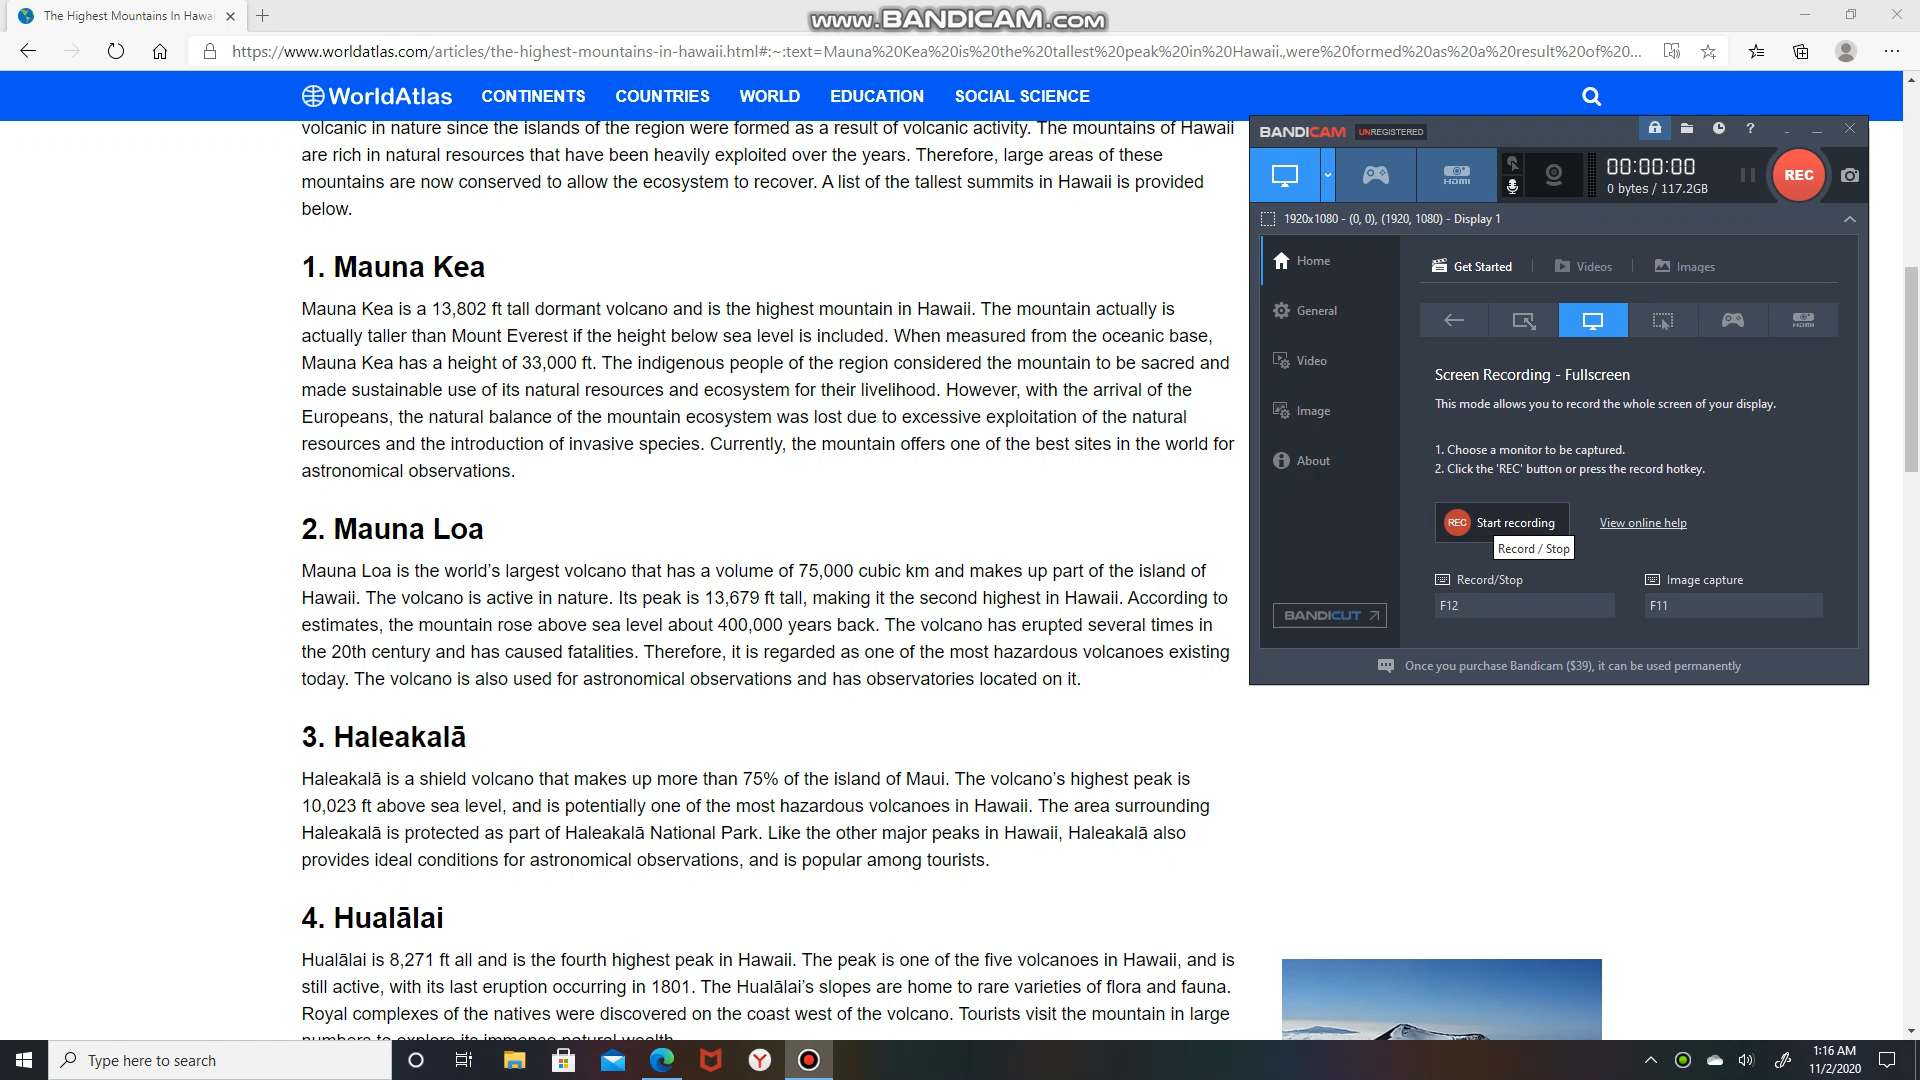 The Highest Mountains In Hawai
www.BANDICAM.com
https://www.worldatlas.com/articles/the-highest-mountains-in-hawaii.html#:~:text=Mauna%20Kea%20is%20the%20tallest%20peak%20in%20Hawaii.,were%20formed%20as%20a%20result%20of%20...
WorldAtlas CONTINENTS COUNTRIES WORLD EDUCATION SOCIAL SCIENCE
volcanic in nature since the islands of the region were formed as a result of volcanic activity. The mountains of Hawaii
are rich in natural resources that have been heavily exploited over the years. Therefore, large areas of these
mountains are now conserved to allow the ecosystem to recover. A list of the tallest summits in Hawaii is provided
below.
1. Mauna Kea
Mauna Kea is a 13,802 ft tall dormant volcano and is the highest mountain in Hawaii. The mountain actually is
actually taller than Mount Everest if the height below sea level is included. When measured from the oceanic base,
Mauna Kea has a height of 33,000 ft. The indigenous people of the region considered the mountain to be sacred and
made sustainable use of its natural resources and ecosystem for their livelihood. However, with the arrival of the
Europeans, the natural balance of the mountain ecosystem was lost due to excessive exploitation of the natural
resources and the introduction of invasive species. Currently, the mountain offers one of the best sites in the world for
astronomical observations.
2. Mauna Loa
Mauna Loa is the world's largest volcano that has a volume of 75,000 cubic km and makes up part of the island of
Hawaii. The volcano is active in nature. Its peak is 13,679 ft tall, making it the second highest in Hawaii. According to
estimates, the mountain rose above sea level about 400,000 years back. The volcano has erupted several times in
the 20th century and has caused fatalities. Therefore, it is regarded as one of the most hazardous volcanoes existing
today. The volcano is also used for astronomical observations and has observatories located on it.
3. Haleakalā
Haleakalā is a shield volcano that makes up more than 75% of the island of Maui. The volcano's highest peak is
10,023 ft above sea level, and is potentially one of the most hazardous volcanoes in Hawaii. The area surrounding
Haleakalā is protected as part of Haleakalā National Park. Like the other major peaks in Hawaii, Haleakalā also
provides ideal conditions for astronomical observations, and is popular among tourists.
4. Hualālai
Hualālai is 8,271 ft all and is the fourth highest peak in Hawaii. The peak is one of the five volcanoes in Hawaii, and is
still active, with its last eruption occurring in 1801. The Hualālai's slopes are home to rare varieties of flora and fauna.
Royal complexes of the natives were discovered on the coast west of the volcano. Tourists visit the mountain in large
numbers to explore its immense natural wealth.
BANDICAM UNREGISTERED
?
HDMI
00:00:00
0 bytes / 117.2GB
REC
1920x1080 - (0, 0), (1920, 1080) - Display 1
Home
General
Video
Image
About
BANDICUT
Get Started Videos Images
HDMI
Screen Recording - Fullscreen
This mode allows you to record the whole screen of your display.
1. Choose a monitor to be captured.
2. Click the 'REC' button or press the record hotkey.
REC Start recording View online help
Record / Stop
Record/Stop Image capture
F12 F11
Once you purchase Bandicam ($39), it can be used permanently
Type here to search
1:16 AM
11/2/2020